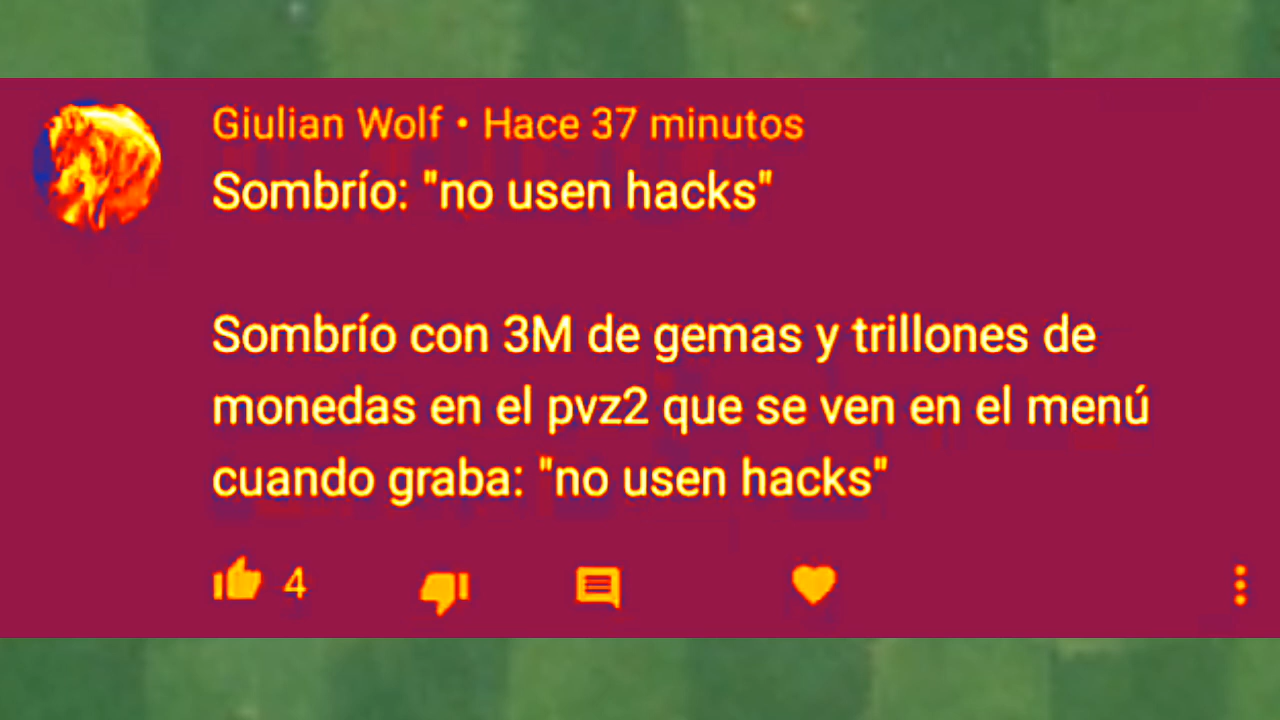 Giulian Wolf • Hace 37 minutos
Sombrío: "no usen hacks"
Sombrío con 3M de gemas y trillones de
monedas en el pvz2 que se ven en el menú
cuando graba: "no usen hacks"
4